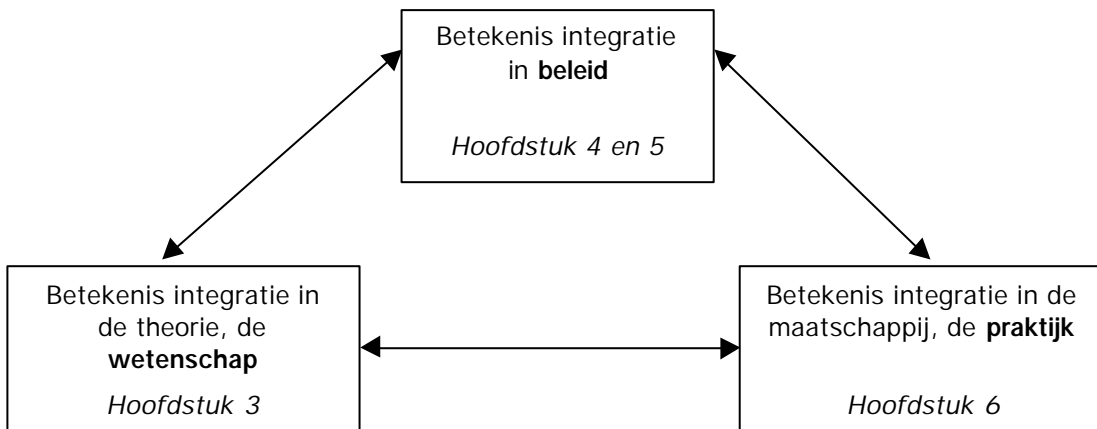 Betekenis integratie
in beleid
Hoofdstuk 4 en 5
Betekenis integratie in
de theorie, de
wetenschap
Hoofdstuk 3
Betekenis integratie in de
maatschappij, de praktijk
Hoofdstuk 6